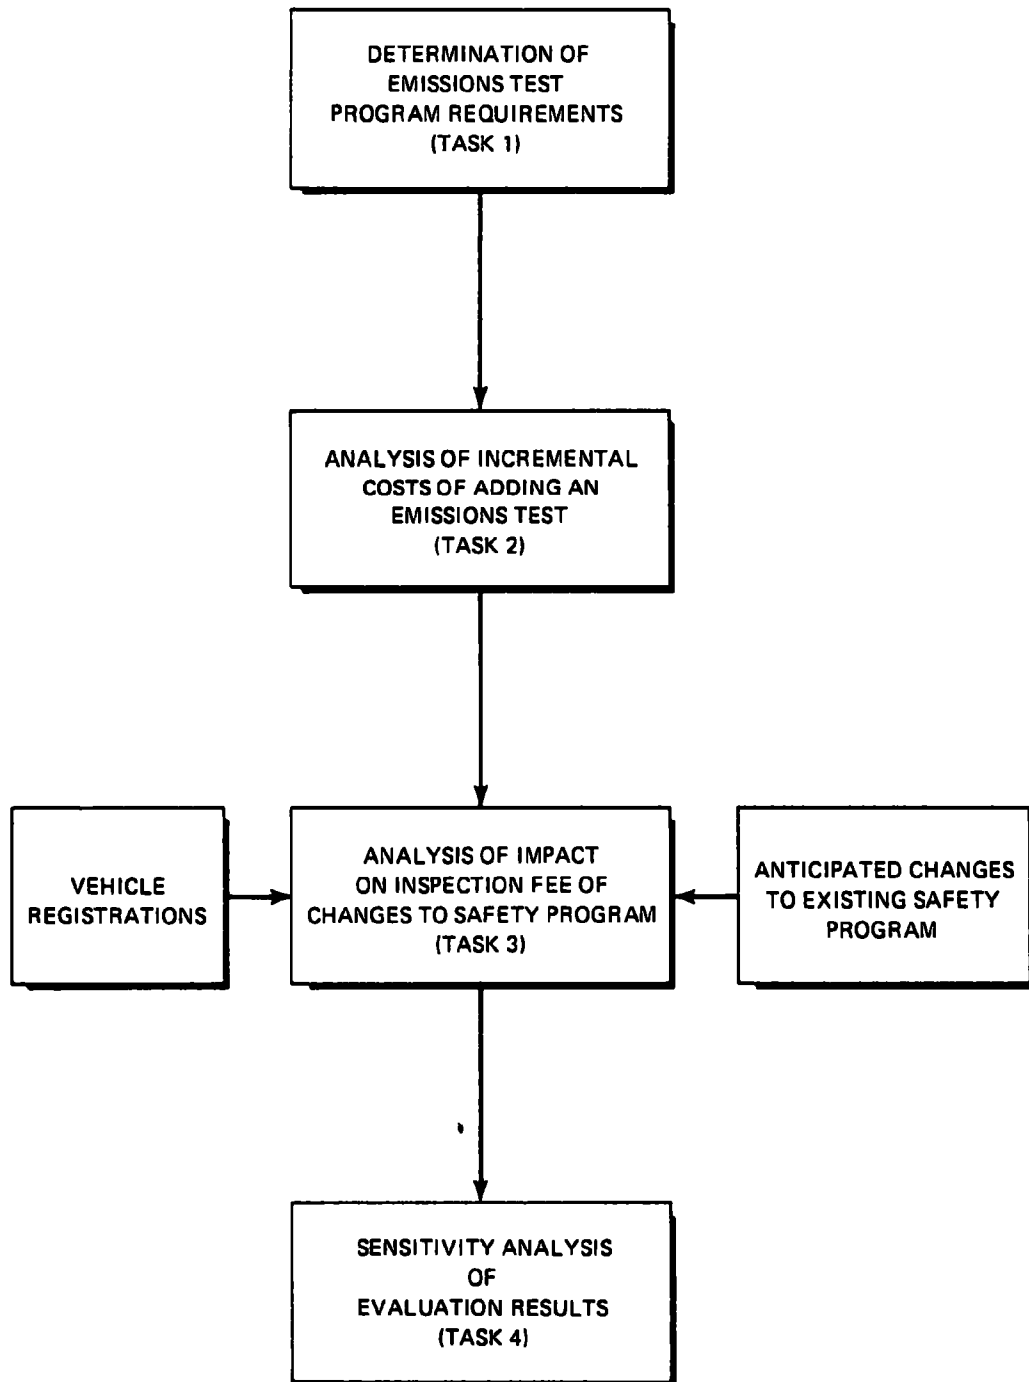 DETERMINATION OF
EMISSIONS TEST
PROGRAM REQUIREMENTS
(TASK 1)
ANALYSIS OF INCREMENTAL
COSTS OF ADDING AN
EMISSIONS TEST
(TASK 2)
VEHICLE
REGISTRATIONS
ANALYSIS OF IMPACT
ON INSPECTION FEE OF
CHANGES TO SAFETY PROGRAM
(TASK 3)
ANTICIPATED CHANGES
TO EXISTING SAFETY
PROGRAM
SENSITIVITY ANALYSIS
OF
EVALUATION RESULTS
(TASK 4)